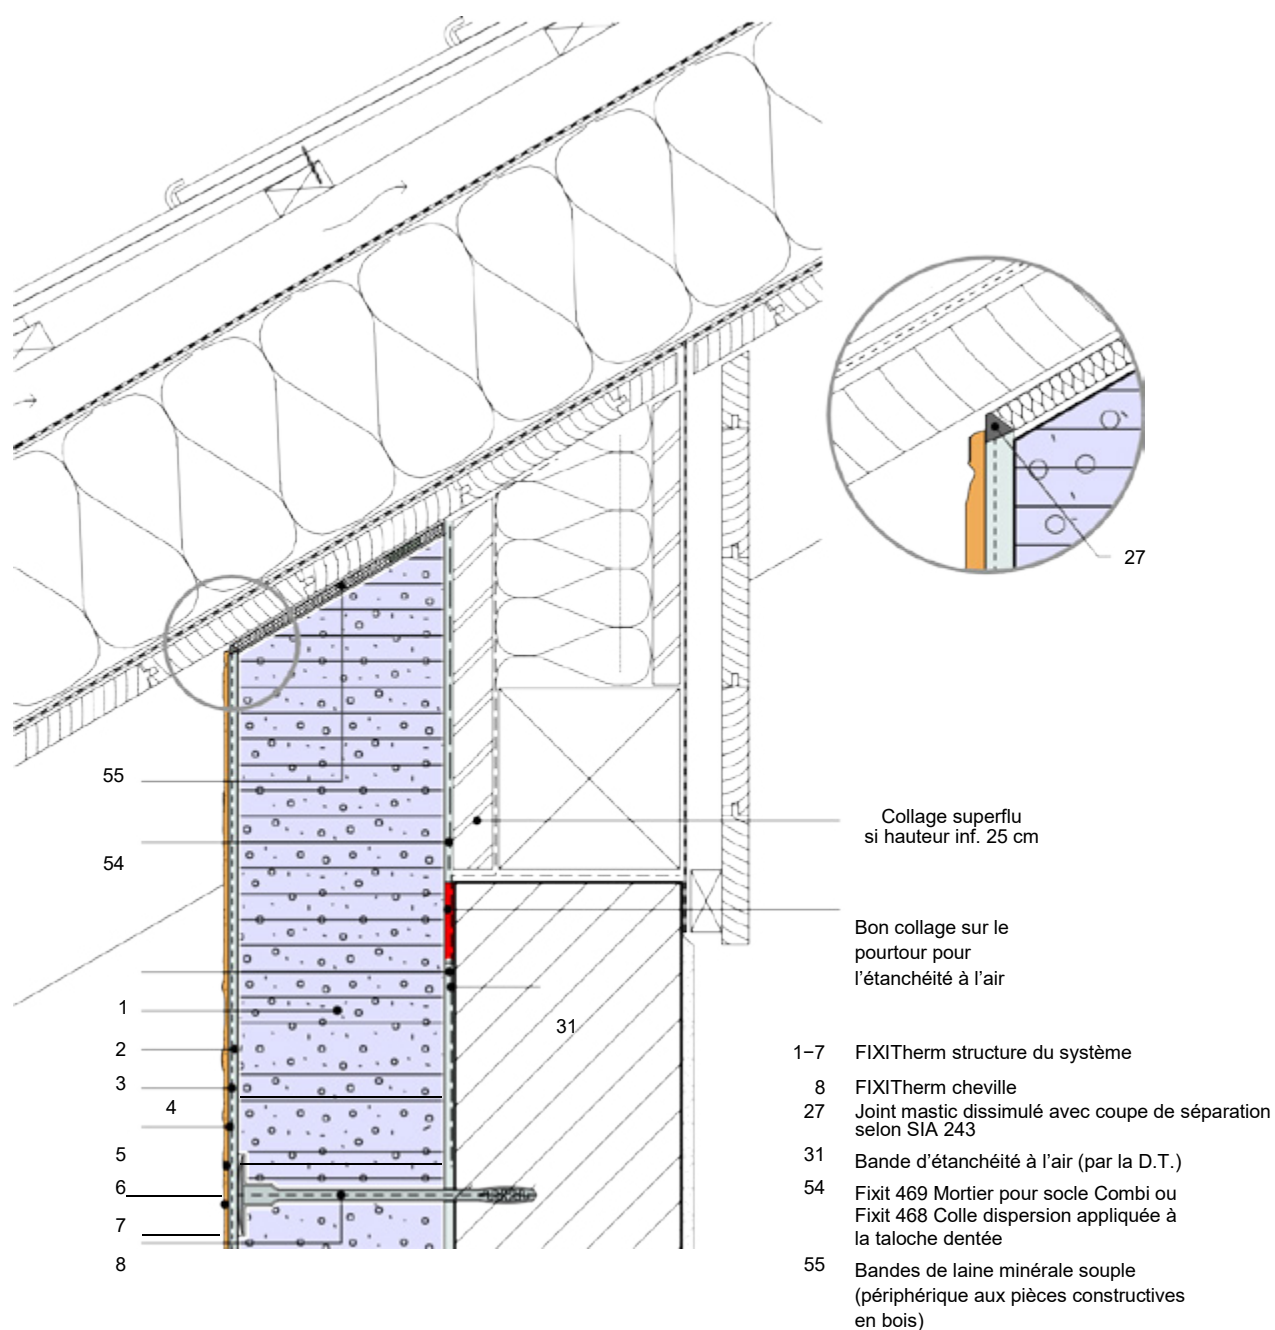 27
55
Collage superflu
si hauteur inf. 25 cm
54
Bon collage sur le
pourtour pour
l’étanchéité à l’air
1
31
2
3
4
5
6
7
8
1–7 FIXITherm structure du système
8 FIXITherm cheville
27 Joint mastic dissimulé avec coupe de séparation
selon SIA 243
31 Bande d’étanchéité à l’air (par la D.T.)
54 Fixit 469 Mortier pour socle Combi ou
Fixit 468 Colle dispersion appliquée à
la taloche dentée
55 Bandes de laine minérale souple
(périphérique aux pièces constructives
en bois)